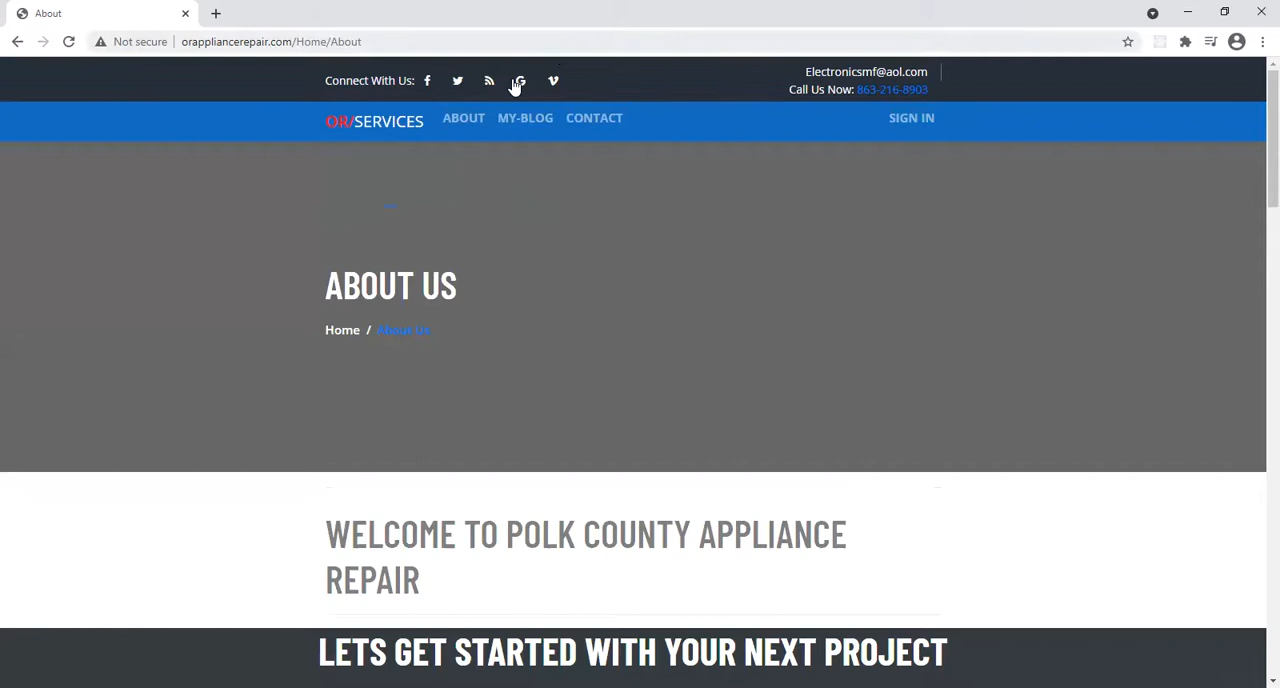 About
Not secure
orappliancerepair.com/Home/About
Connect With Us:
Electronicsmf@aol.com
Call Us Now: 863-216-8903
OR/SERVICES ABOUT MY-BLOG CONTACT SIGN IN
ABOUT US
Home / About Us
WELCOME TO POLK COUNTY APPLIANCE
REPAIR
LETS GET STARTED WITH YOUR NEXT PROJECT